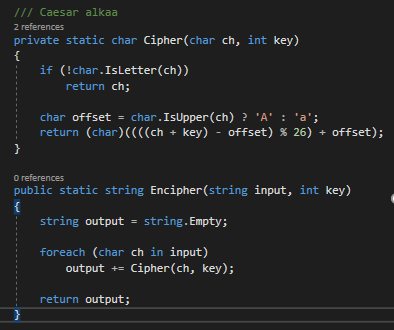 /// Caesar alkaa
2 references
private static char Cipher(char ch, int key)
{
if (!char.IsLetter(ch))
return ch;
char offset = char.IsUpper(ch) ? 'A' : 'a';
return (char)((((ch + key) - offset) % 26) + offset);
}
0 references
public static string Encipher(string input, int key)
{
string output = string.Empty;
foreach (char ch in input)
output += Cipher(ch, key);
return output;
}